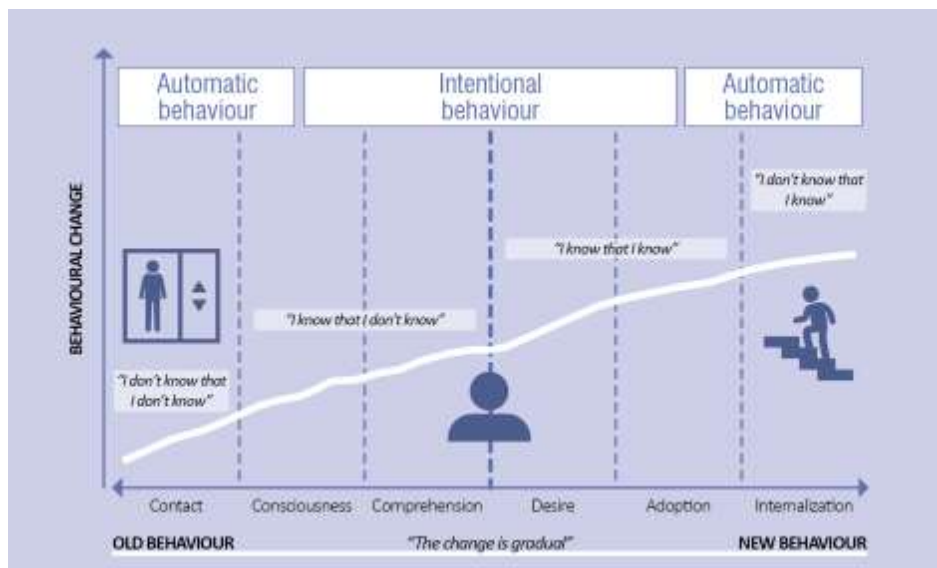 Automatic
behaviour
Intentional
behaviour
Automatic
behaviour
"I don't know that
I know"
"I know that I know"
"I know that I don't know"
"I don't know that
I don't know"
BEHAVIOURAL CHANGE
Contact
Consciousness
Comprehension
Desire
Adoption
Internalization
OLD BEHAVIOUR
"The change is gradual"
NEW BEHAVIOUR